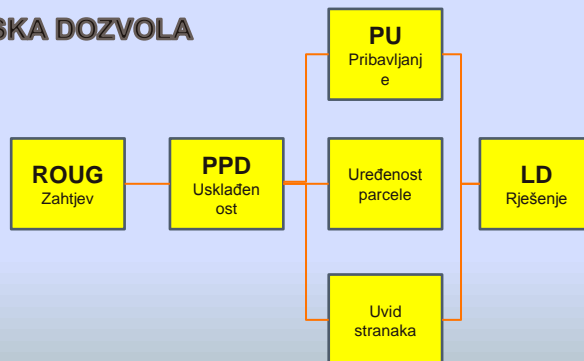 SKA DOZVOLA
ROUG
Zahtjev
PPD
Usklađen
ost
PU
Pribavljanj
e
Uređenost
parcele
Uvid
stranaka
LD
Rješenje